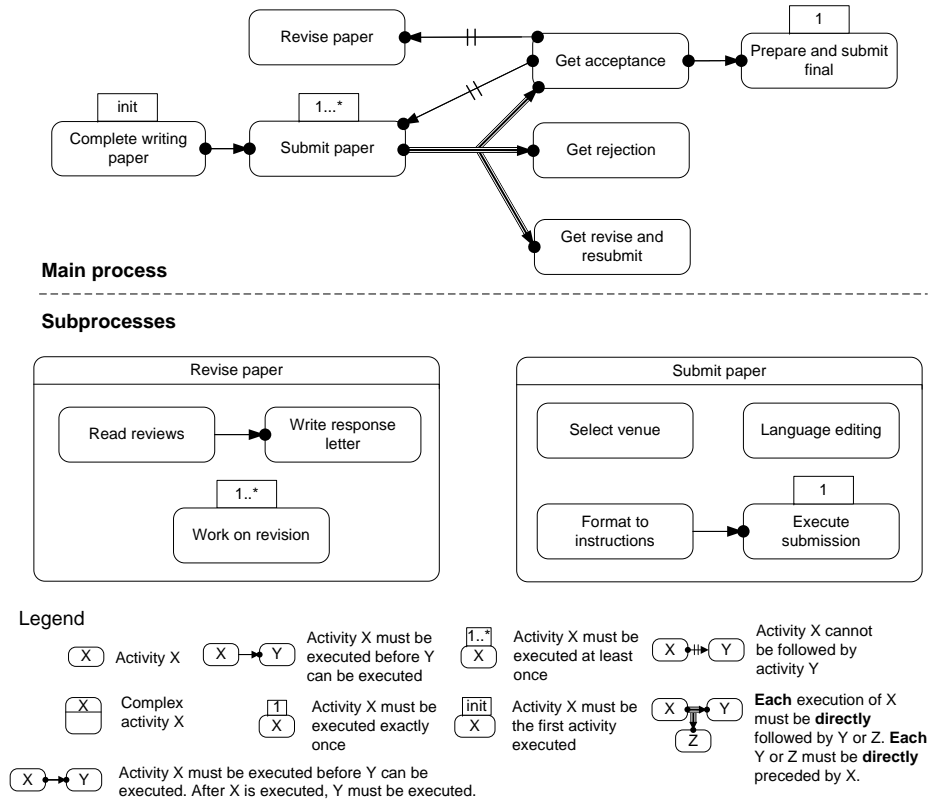 Revise paper
Get acceptance
1
Prepare and submit
final
init
Complete writing
paper
1...*
Submit paper
Get rejection
Get revise and
resubmit
Main process
Subprocesses
Revise paper
Read reviews
Write response
letter
1..*
Work on revision
Submit paper
Select venue
Language editing
Format to
instructions
1
Execute
submission
Legend
X
Activity X
X
Y
Activity X must be
executed before Y
can be executed
1..*
X
Activity X must be
executed at least
once
X
Y
Activity X cannot
be followed by
activity Y
X
Complex
activity X
1
X
Activity X must be
executed exactly
once
init
X
Activity X must be
the first activity
executed
X
Y
Z
Each execution of X
must be directly
followed by Y or Z. Each
Y or Z must be directly
preceded by X.
X
Y
Activity X must be executed before Y can be
executed. After X is executed, Y must be executed.